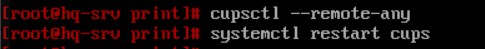 [root@hq-srv print]# cupsctl --remote-any
[root@hq-srv print]# systemctl restart cups